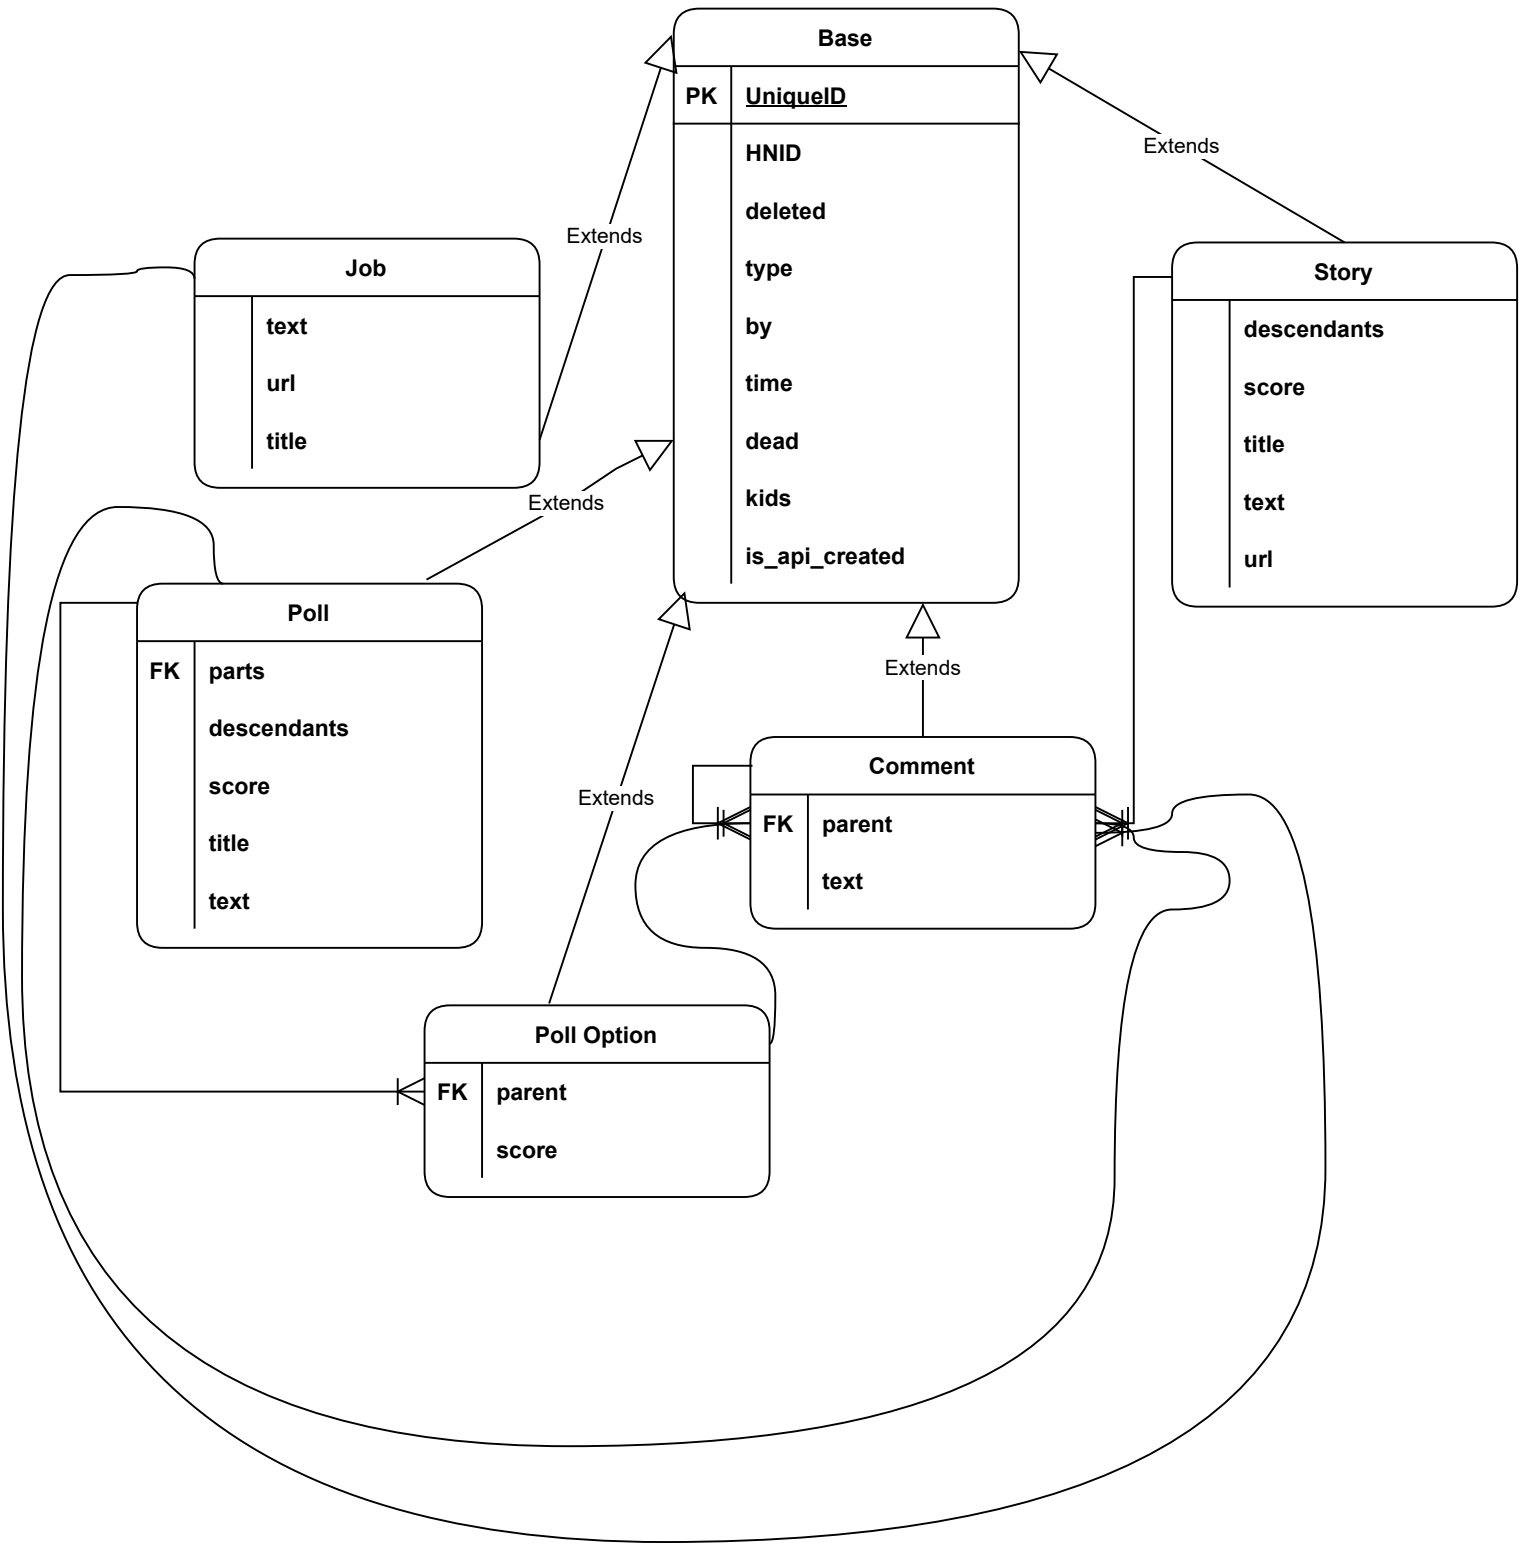 Base
PK UniqueID
HNID
deleted
type
by
time
dead
kids
is_api_created
Extends
Extends
Job
text
url
title
Story
descendants
score
title
text
url
Extends
Poll
FK parts
descendants
score
title
text
Extends
Extends
Comment
FK parent
text
Poll Option
FK parent
score